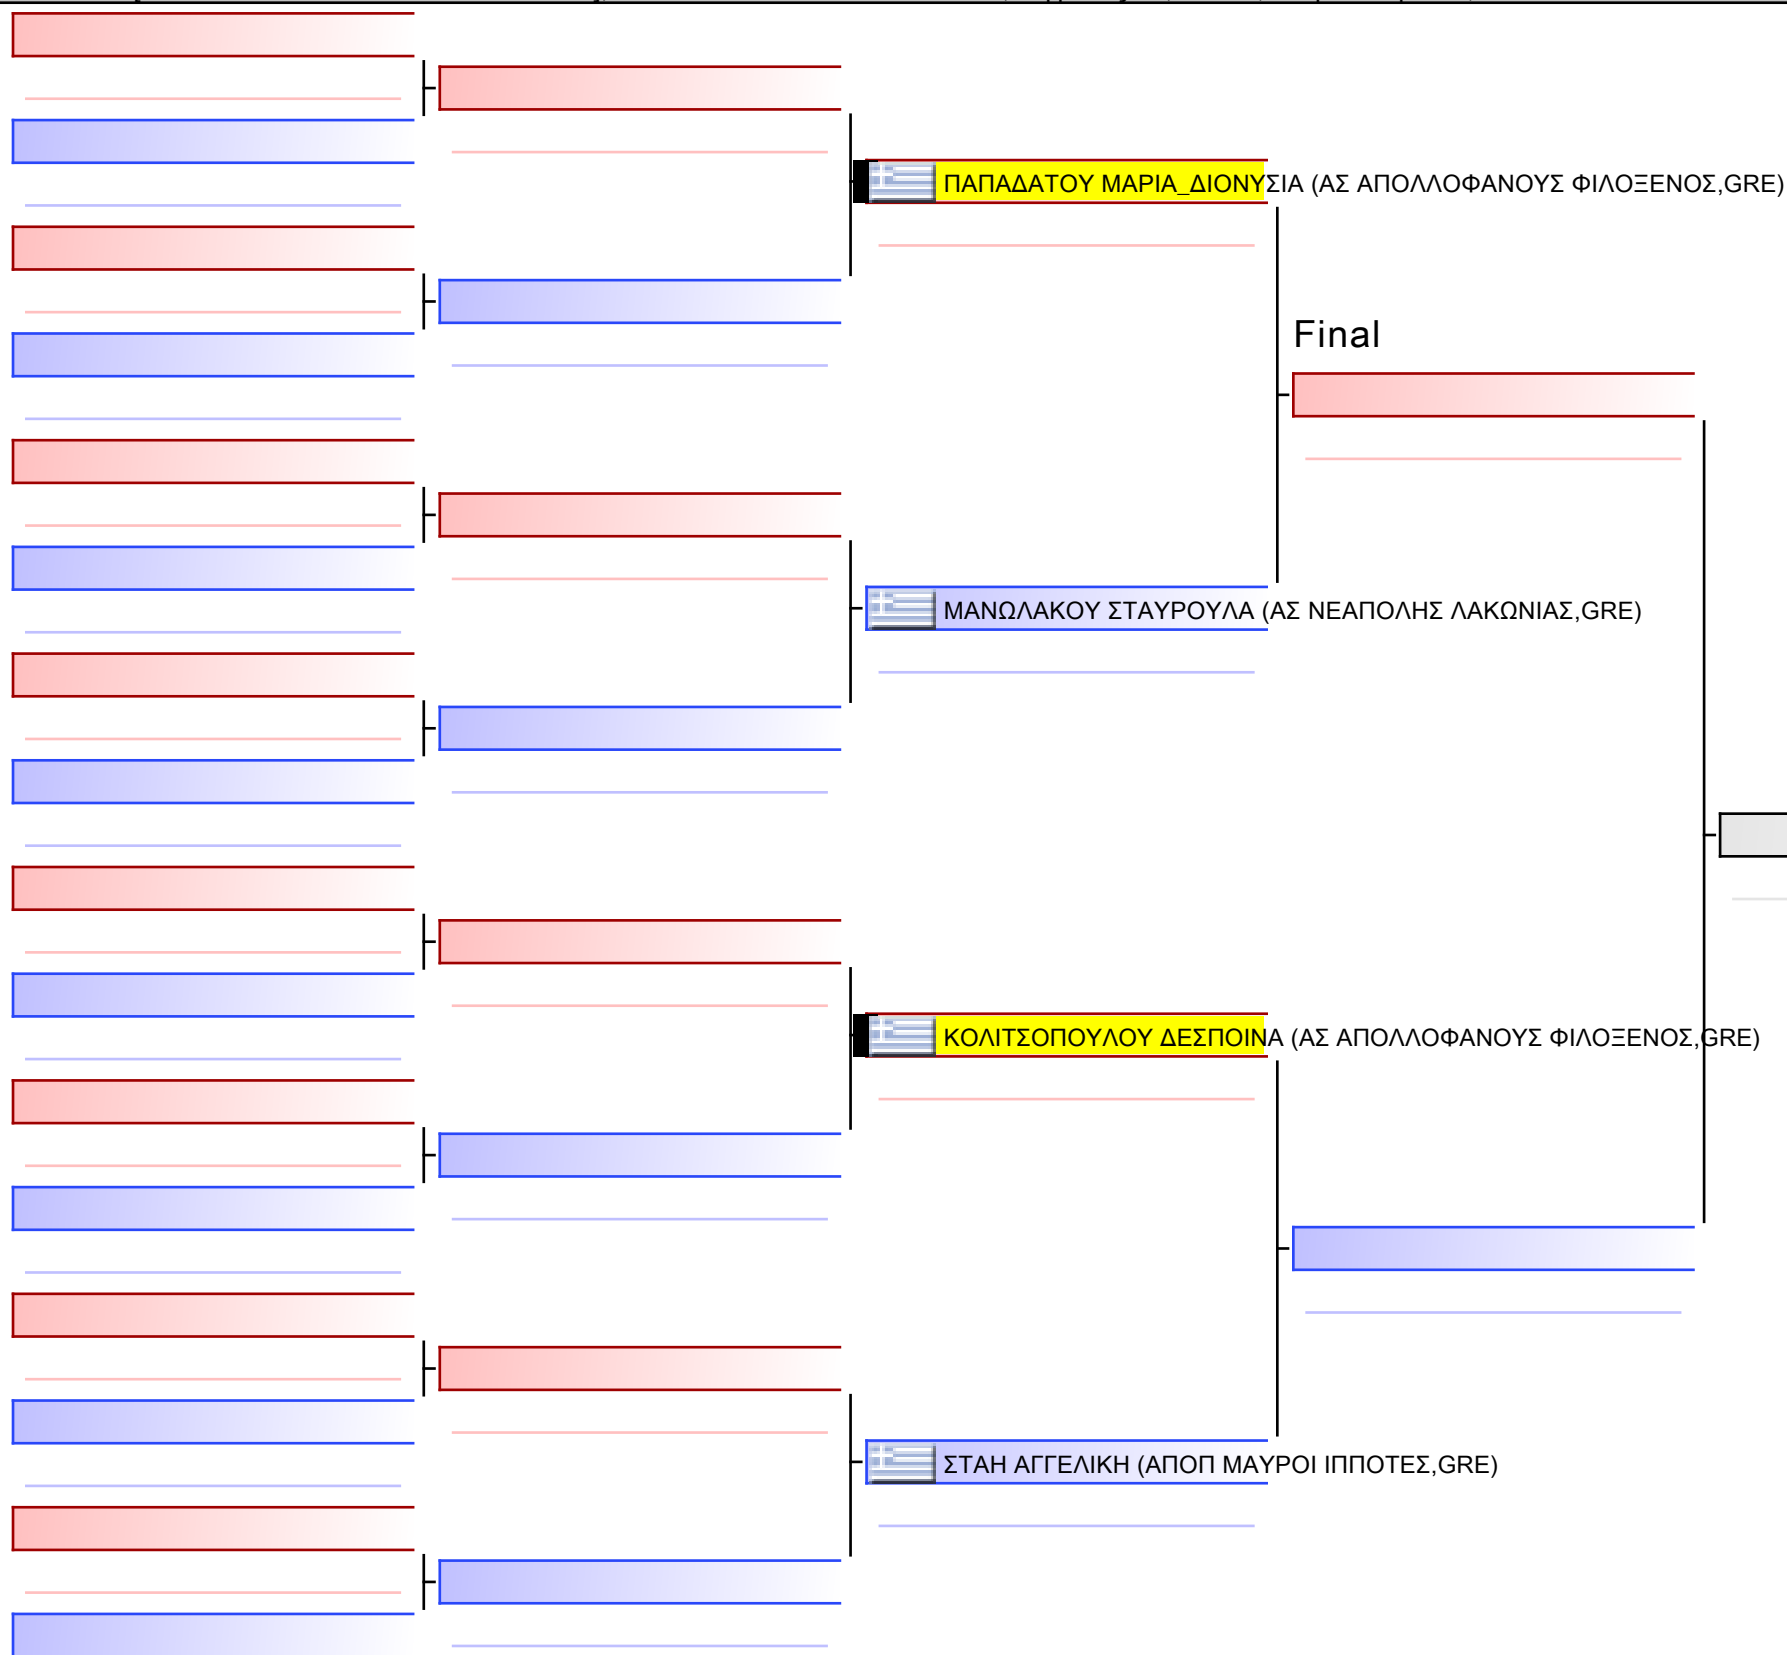 ΠΑΠΑΔΑΤΟΥ ΜΑΡΙΑ_ΔΙΟΝΥΣΙΑ (ΑΣ ΑΠΟΛΛΟΦΑΝΟΥΣ ΦΙΛΟΞΕΝΟΣ,GRE)
Final
ΜΑΝΩΛΑΚΟΥ ΣΤΑΥΡΟΥΛΑ (ΑΣ ΝΕΑΠΟΛΗΣ ΛΑΚΩΝΙΑΣ,GRE)
ΚΟΛΙΤΣΟΠΟΥΛΟΥ ΔΕΣΠΟΙΝΑ (ΑΣ ΑΠΟΛΛΟΦΑΝΟΥΣ ΦΙΛΟΞΕΝΟΣ,GRE)
ΣΤΑΗ ΑΓΓΕΛΙΚΗ (ΑΠΟΠ ΜΑΥΡΟΙ ΙΠΠΟΤΕΣ,GRE)